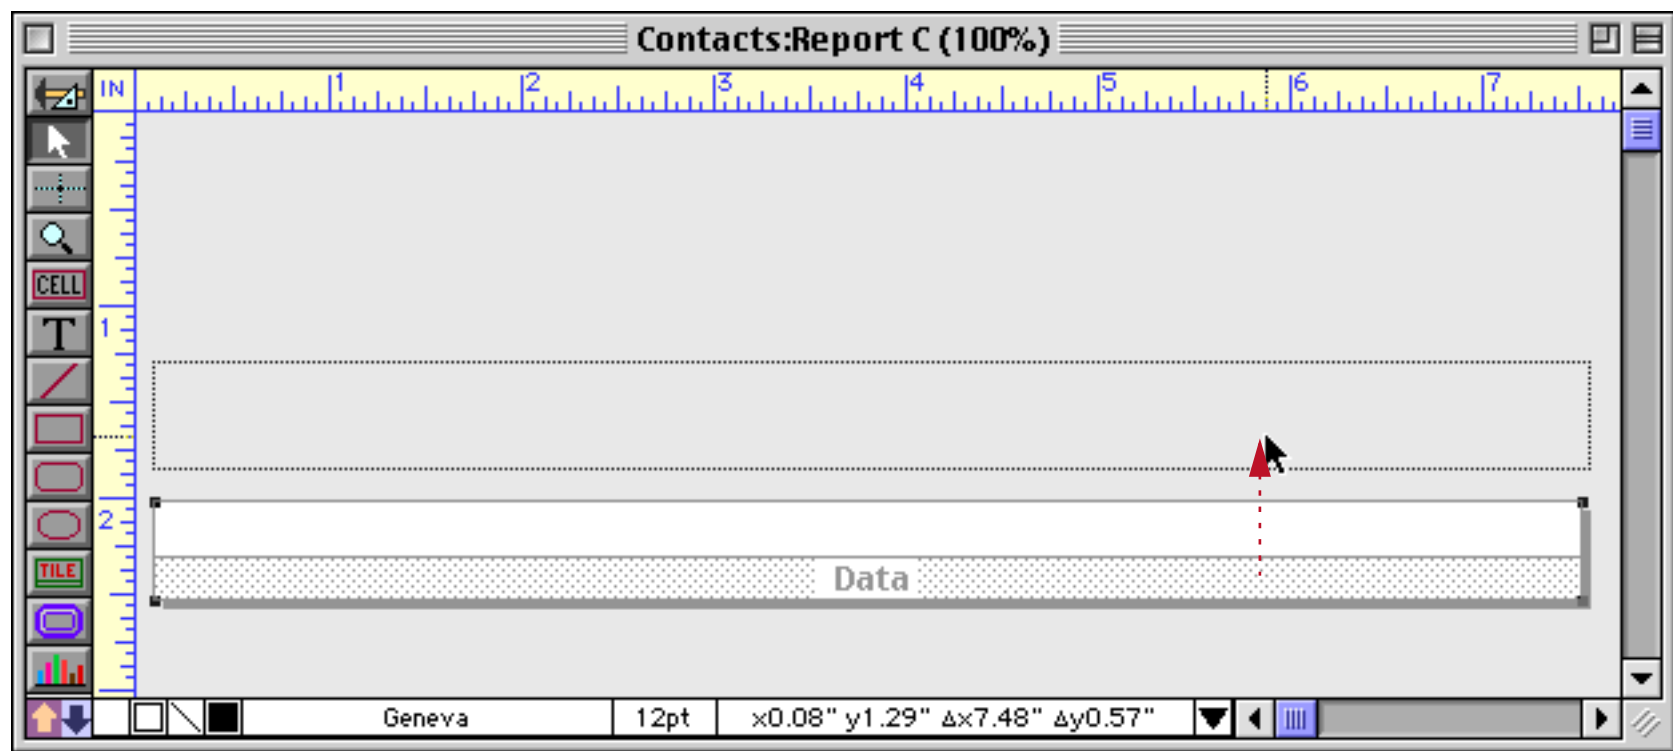 Contacts:Report C (100%)
IN 1 2 3 4 5 6 7
CELL
T
1
2
TILE
Data
Geneva 12pt x0.08" y1.29" Δx7.48" Δy0.57"